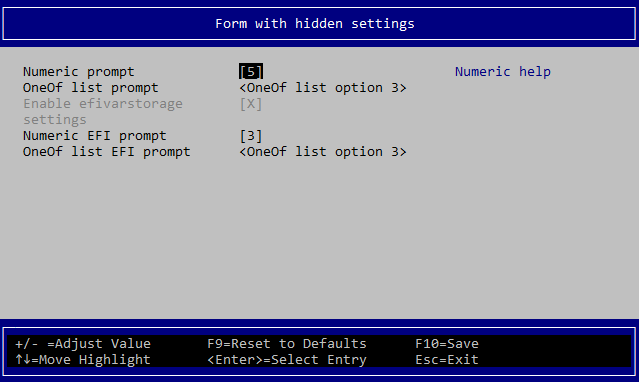 Form with hidden settings
Numeric prompt [5] Numeric help
OneOf list prompt <OneOf list option 3>
Enable efivarstorage [X]
settings
Numeric EFI prompt [3]
OneOf list EFI prompt <OneOf list option 3>
+/- =Adjust Value F9=Reset to Defaults F10=Save
↑↓=Move Highlight <Enter>=Select Entry Esc=Exit